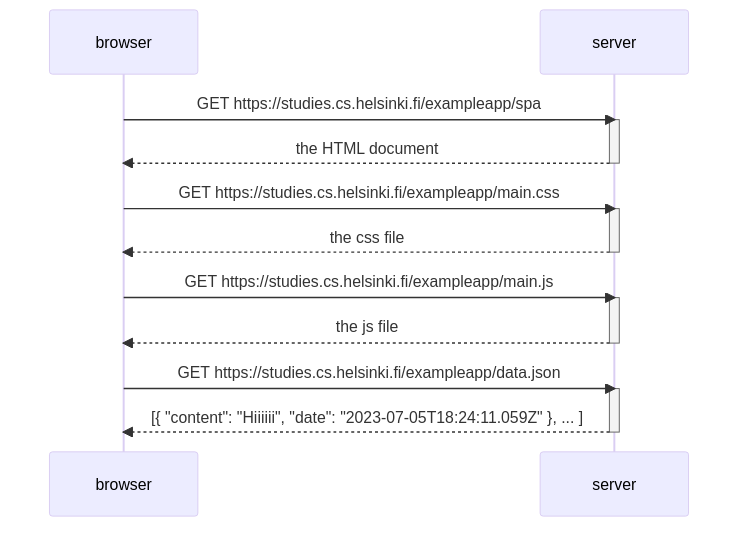 browser server
GET https://studies.cs.helsinki.fi/exampleapp/spa
the HTML document
GET https://studies.cs.helsinki.fi/exampleapp/main.css
the css file
GET https://studies.cs.helsinki.fi/exampleapp/main.js
the js file
GET https://studies.cs.helsinki.fi/exampleapp/data.json
[{ "content": "Hiiiiii", "date": "2023-07-05T18:24:11.059Z" }, ... ]
browser server